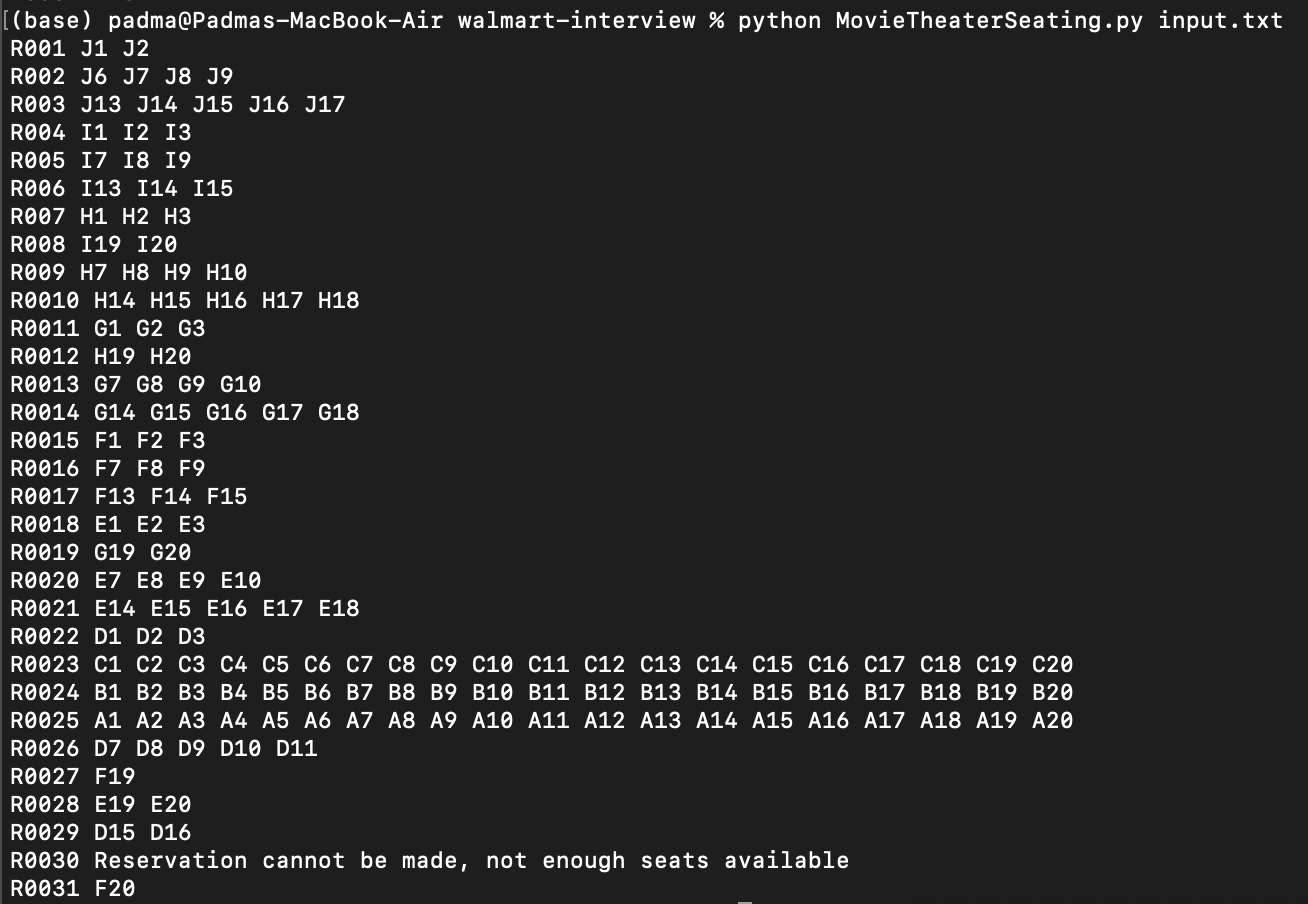 [(base) padma@Padmas-MacBook-Air walmart-interview % python MovieTheaterSeating.py input.txt
R001 J1 J2
R002 J6 J7 J8 J9
R003 J13 J14 J15 J16 J17
R004 I1 I2 I3
R005 I7 I8 I9
R006 I13 I14 I15
R007 H1 H2 H3
R008 I19 I20
R009 H7 H8 H9 H10
R0010 H14 H15 H16 H17 H18
R0011 G1 G2 G3
R0012 H19 H20
R0013 G7 G8 G9 G10
R0014 G14 G15 G16 G17 G18
R0015 F1 F2 F3
R0016 F7 F8 F9
R0017 F13 F14 F15
R0018 E1 E2 E3
R0019 G19 G20
R0020 E7 E8 E9 E10
R0021 E14 E15 E16 E17 E18
R0022 D1 D2 D3
R0023 C1 C2 C3 C4 C5 C6 C7 C8 C9 C10 C11 C12 C13 C14 C15 C16 C17 C18 C19 C20
R0024 B1 B2 B3 B4 B5 B6 B7 B8 B9 B10 B11 B12 B13 B14 B15 B16 B17 B18 B19 B20
R0025 A1 A2 A3 A4 A5 A6 A7 A8 A9 A10 A11 A12 A13 A14 A15 A16 A17 A18 A19 A20
R0026 D7 D8 D9 D10 D11
R0027 F19
R0028 E19 E20
R0029 D15 D16
R0030 Reservation cannot be made, not enough seats available
R0031 F20